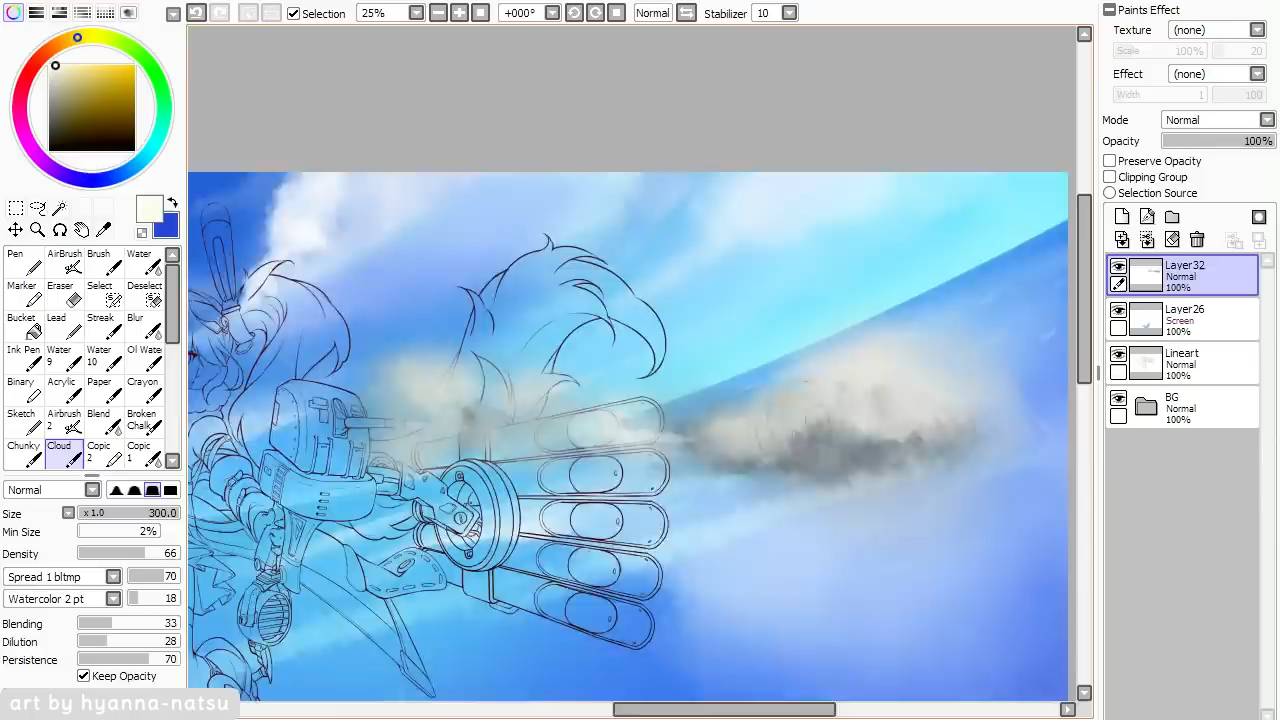 Selection 25% +000° Normal Stabilizer 10
Paints Effect
Texture (none)
Scale 100% 20
Effect (none)
Width 1 100
Mode Normal
Opacity 100%
Preserve Opacity
Clipping Group
Selection Source
Layer32
Normal
100%
Layer26
Screen
100%
Lineart
Normal
100%
BG
Normal
100%
Pen AirBrush Brush Water
Marker Eraser Select Deselect
Bucket Lead Streak Blur
Ink Pen Water 9 Water 10 Ol Wate
Binary Acrylic Paper Crayon
Sketch Airbrush 2 Blend Broken Chalk
Chunky Cloud Copic 2 Copic 1
Normal
Size x 1.0 300.0
Min Size 2%
Density 66
Spread 1 bltmp 70
Watercolor 2 pt 18
Blending 33
Dilution 28
Persistence 70
Keep Opacity
art by hyanna-natsu